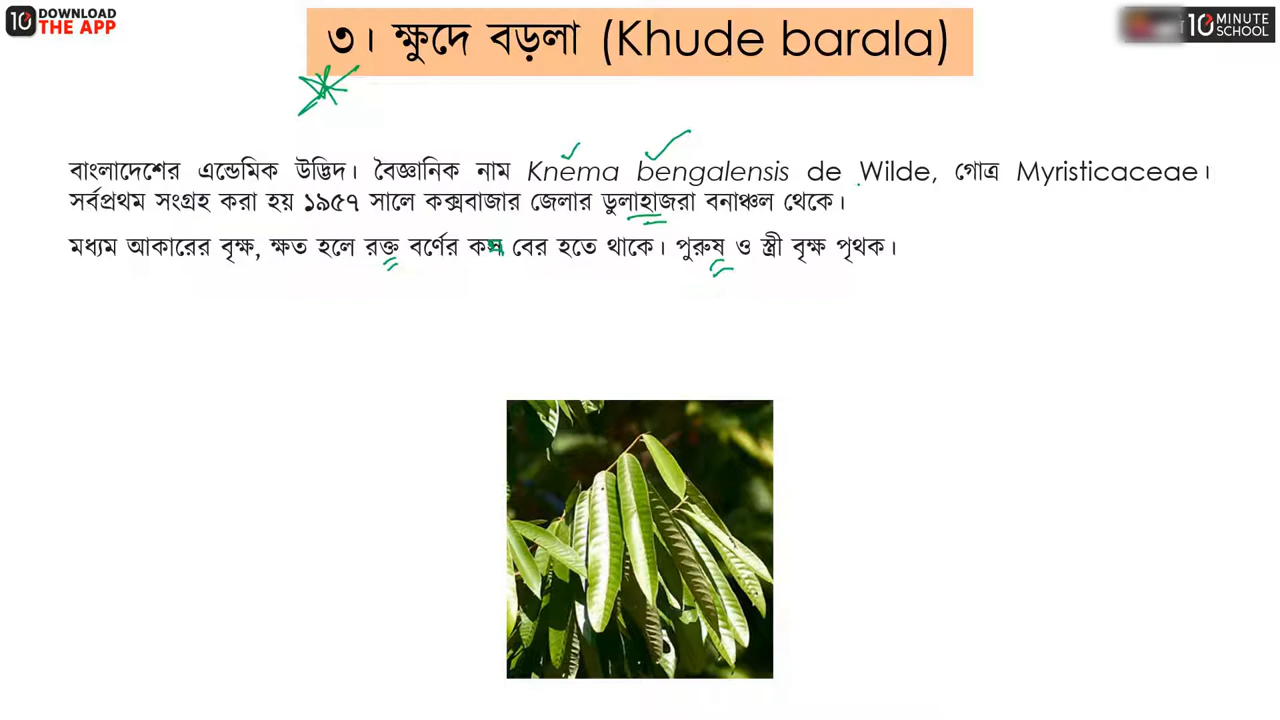 10 DOWNLOAD THE APP
৩। ক্ষুদে বড়লা (Khude barala)
10 MINUTE SCHOOL
বাংলাদেশের এন্ডেমিক উদ্ভিদ। বৈজ্ঞানিক নাম Knema bengalensis de Wilde, গোত্র Myristicaceae।
সর্বপ্রথম সংগ্রহ করা হয় ১৯৫৭ সালে কক্সবাজার জেলার ডুলাহাজরা বনাঞ্চল থেকে।
মধ্যম আকারের বৃক্ষ, ক্ষত হলে রক্ত বর্ণের কষ বের হতে থাকে। পুরুষ ও স্ত্রী বৃক্ষ পৃথক।